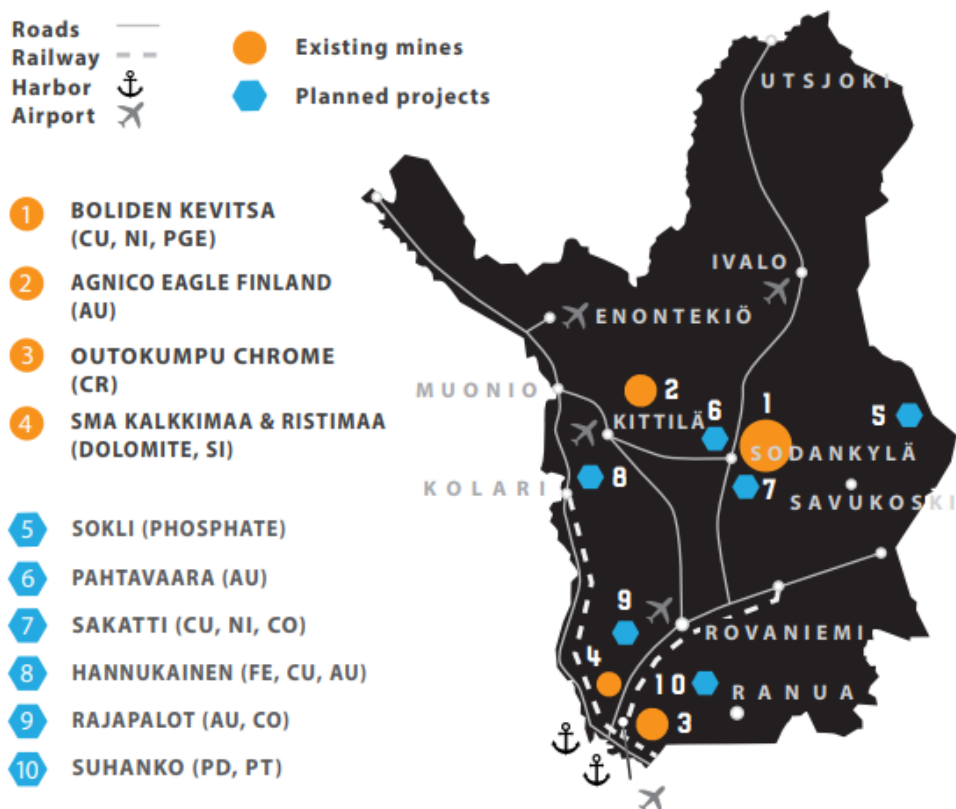 Roads
Railway
Harbor
Airport
Existing mines
Planned projects
1 BOLIDEN KEVITSA
(CU, NI, PGE)
2 AGNICO EAGLE FINLAND
(AU)
3 OUTOKUMPU CHROME
(CR)
4 SMA KALKKIMAA & RISTIMAA
(DOLOMITE, SI)
5 SOKLI (PHOSPHATE)
6 PAHTAVAARA (AU)
7 SAKATTI (CU, NI, CO)
8 HANNUKAINEN (FE, CU, AU)
9 RAJAPALOT (AU, CO)
10 SUHANKO (PD, PT)
UTSJOKI
IVALO
ENONTEKIÖ
MUONIO
2
1
5
KITTILÄ
6
SODANKYLÄ
KOLARI
8
7
SAVUKOSKI
9
ROVANIEMI
4
10
RANUA
3